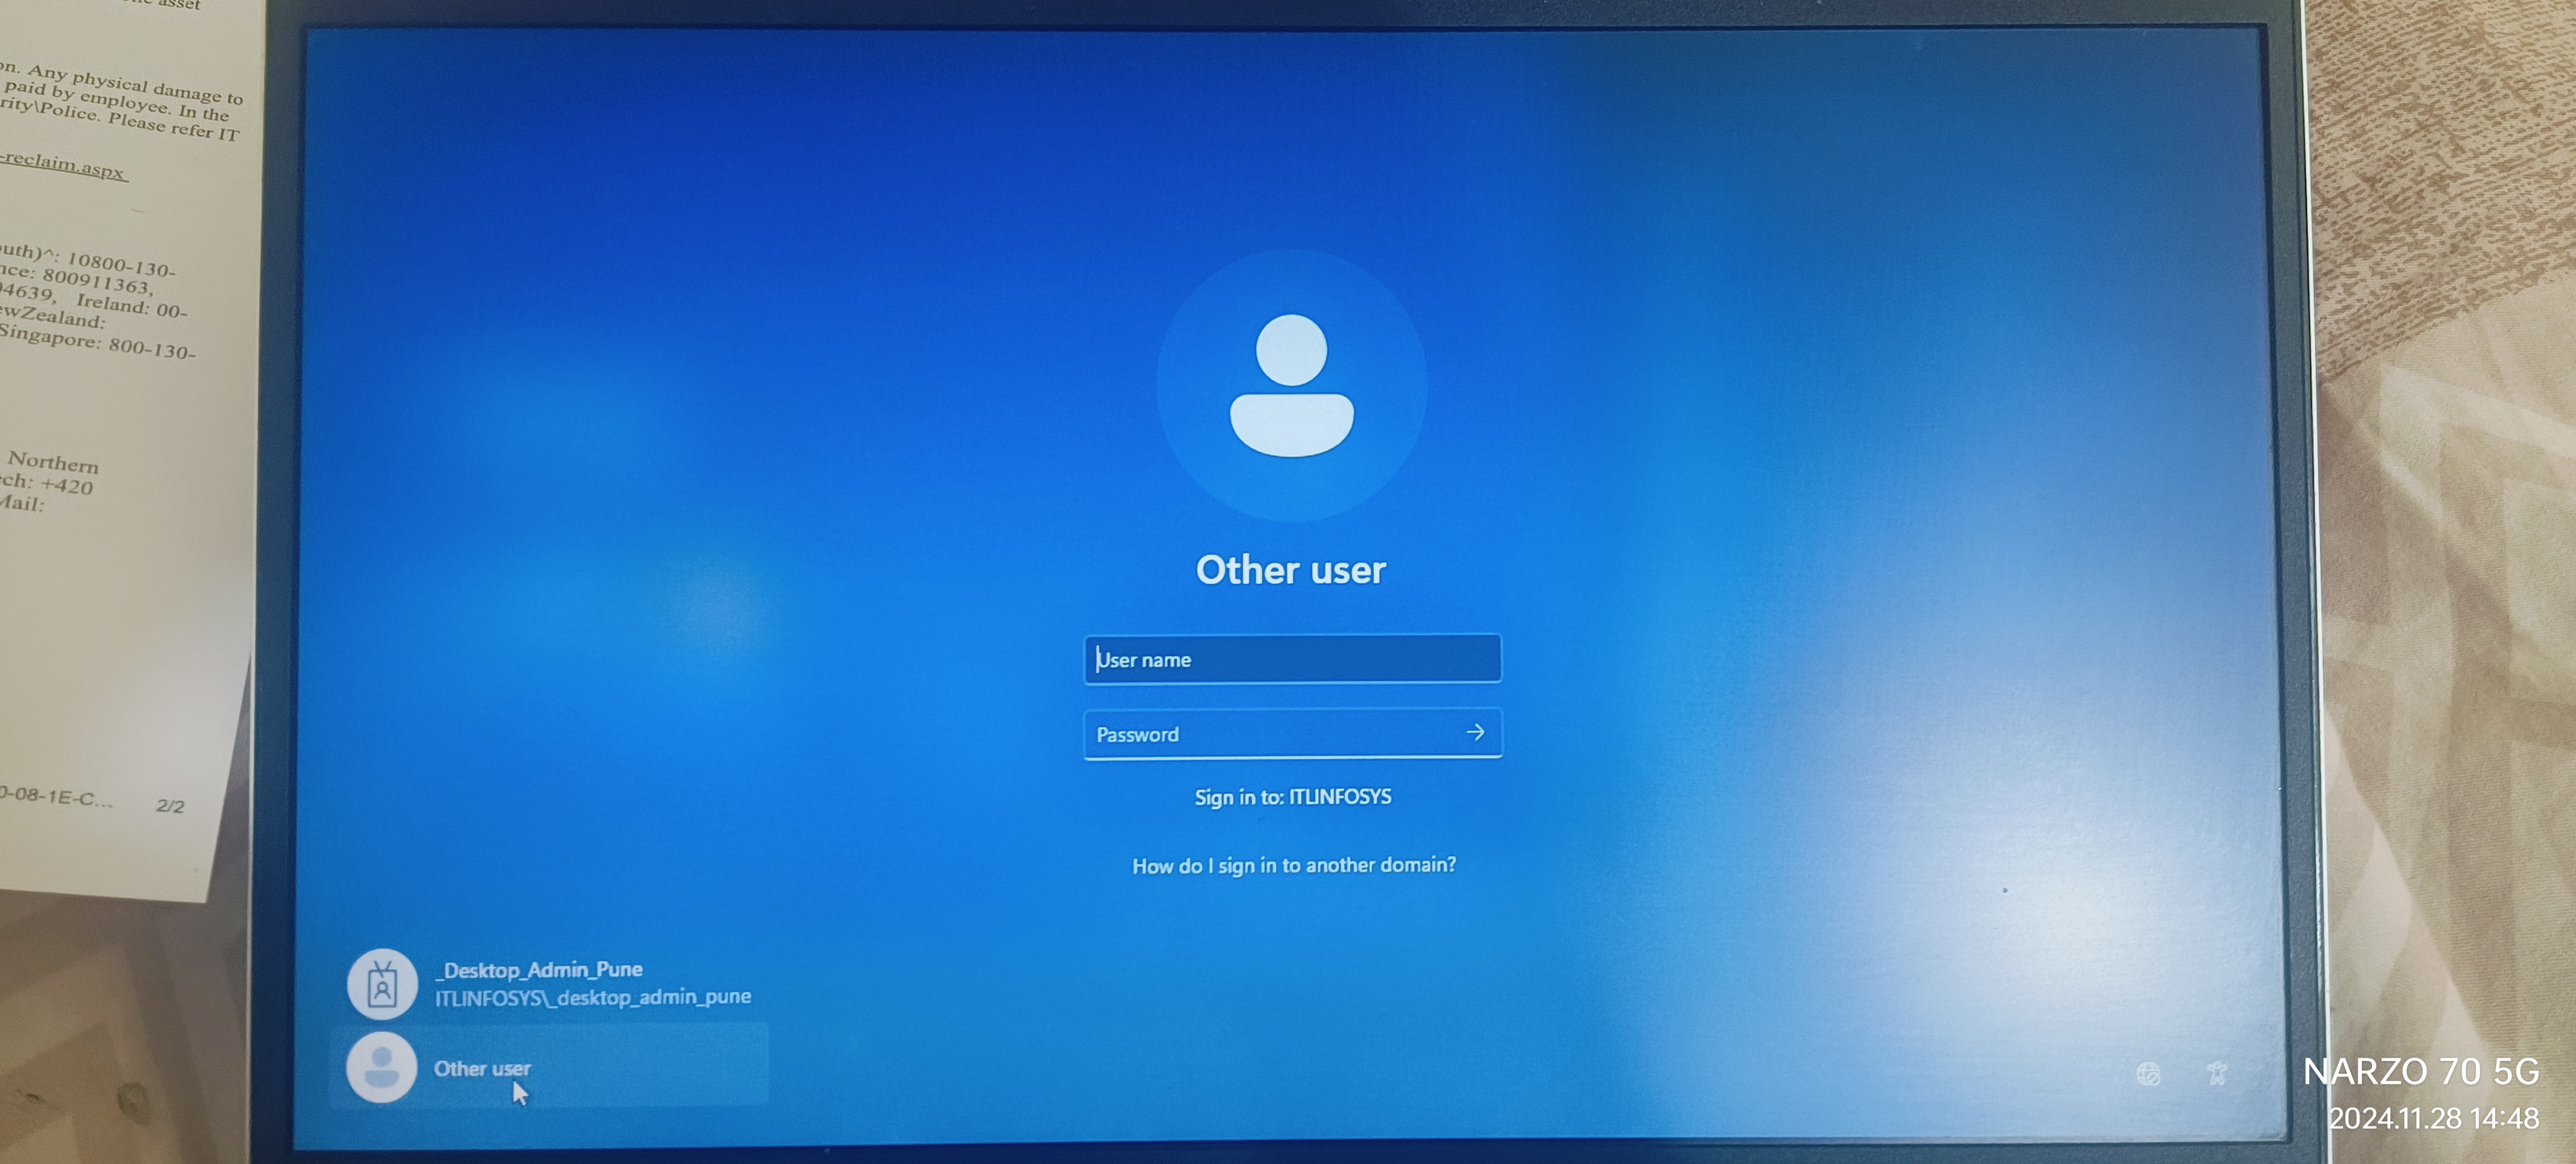 asset
on. Any physical damage to
paid by employee. In the
rity\Police. Please refer IT
-reclaim.aspx
outh)^: 10800-130-
nce: 800911363,
04639, Ireland: 00-
ewZealand:
Singapore: 800-130-
Northern
ch: +420
Mail:
0-08-1E-C... 2/2
Other user
User name
Password
Sign in to: ITLINFOSYS
How do I sign in to another domain?
_Desktop_Admin_Pune
ITLINFOSYS\_desktop_admin_pune
Other user
NARZO 70 5G
2024.11.28 14:48